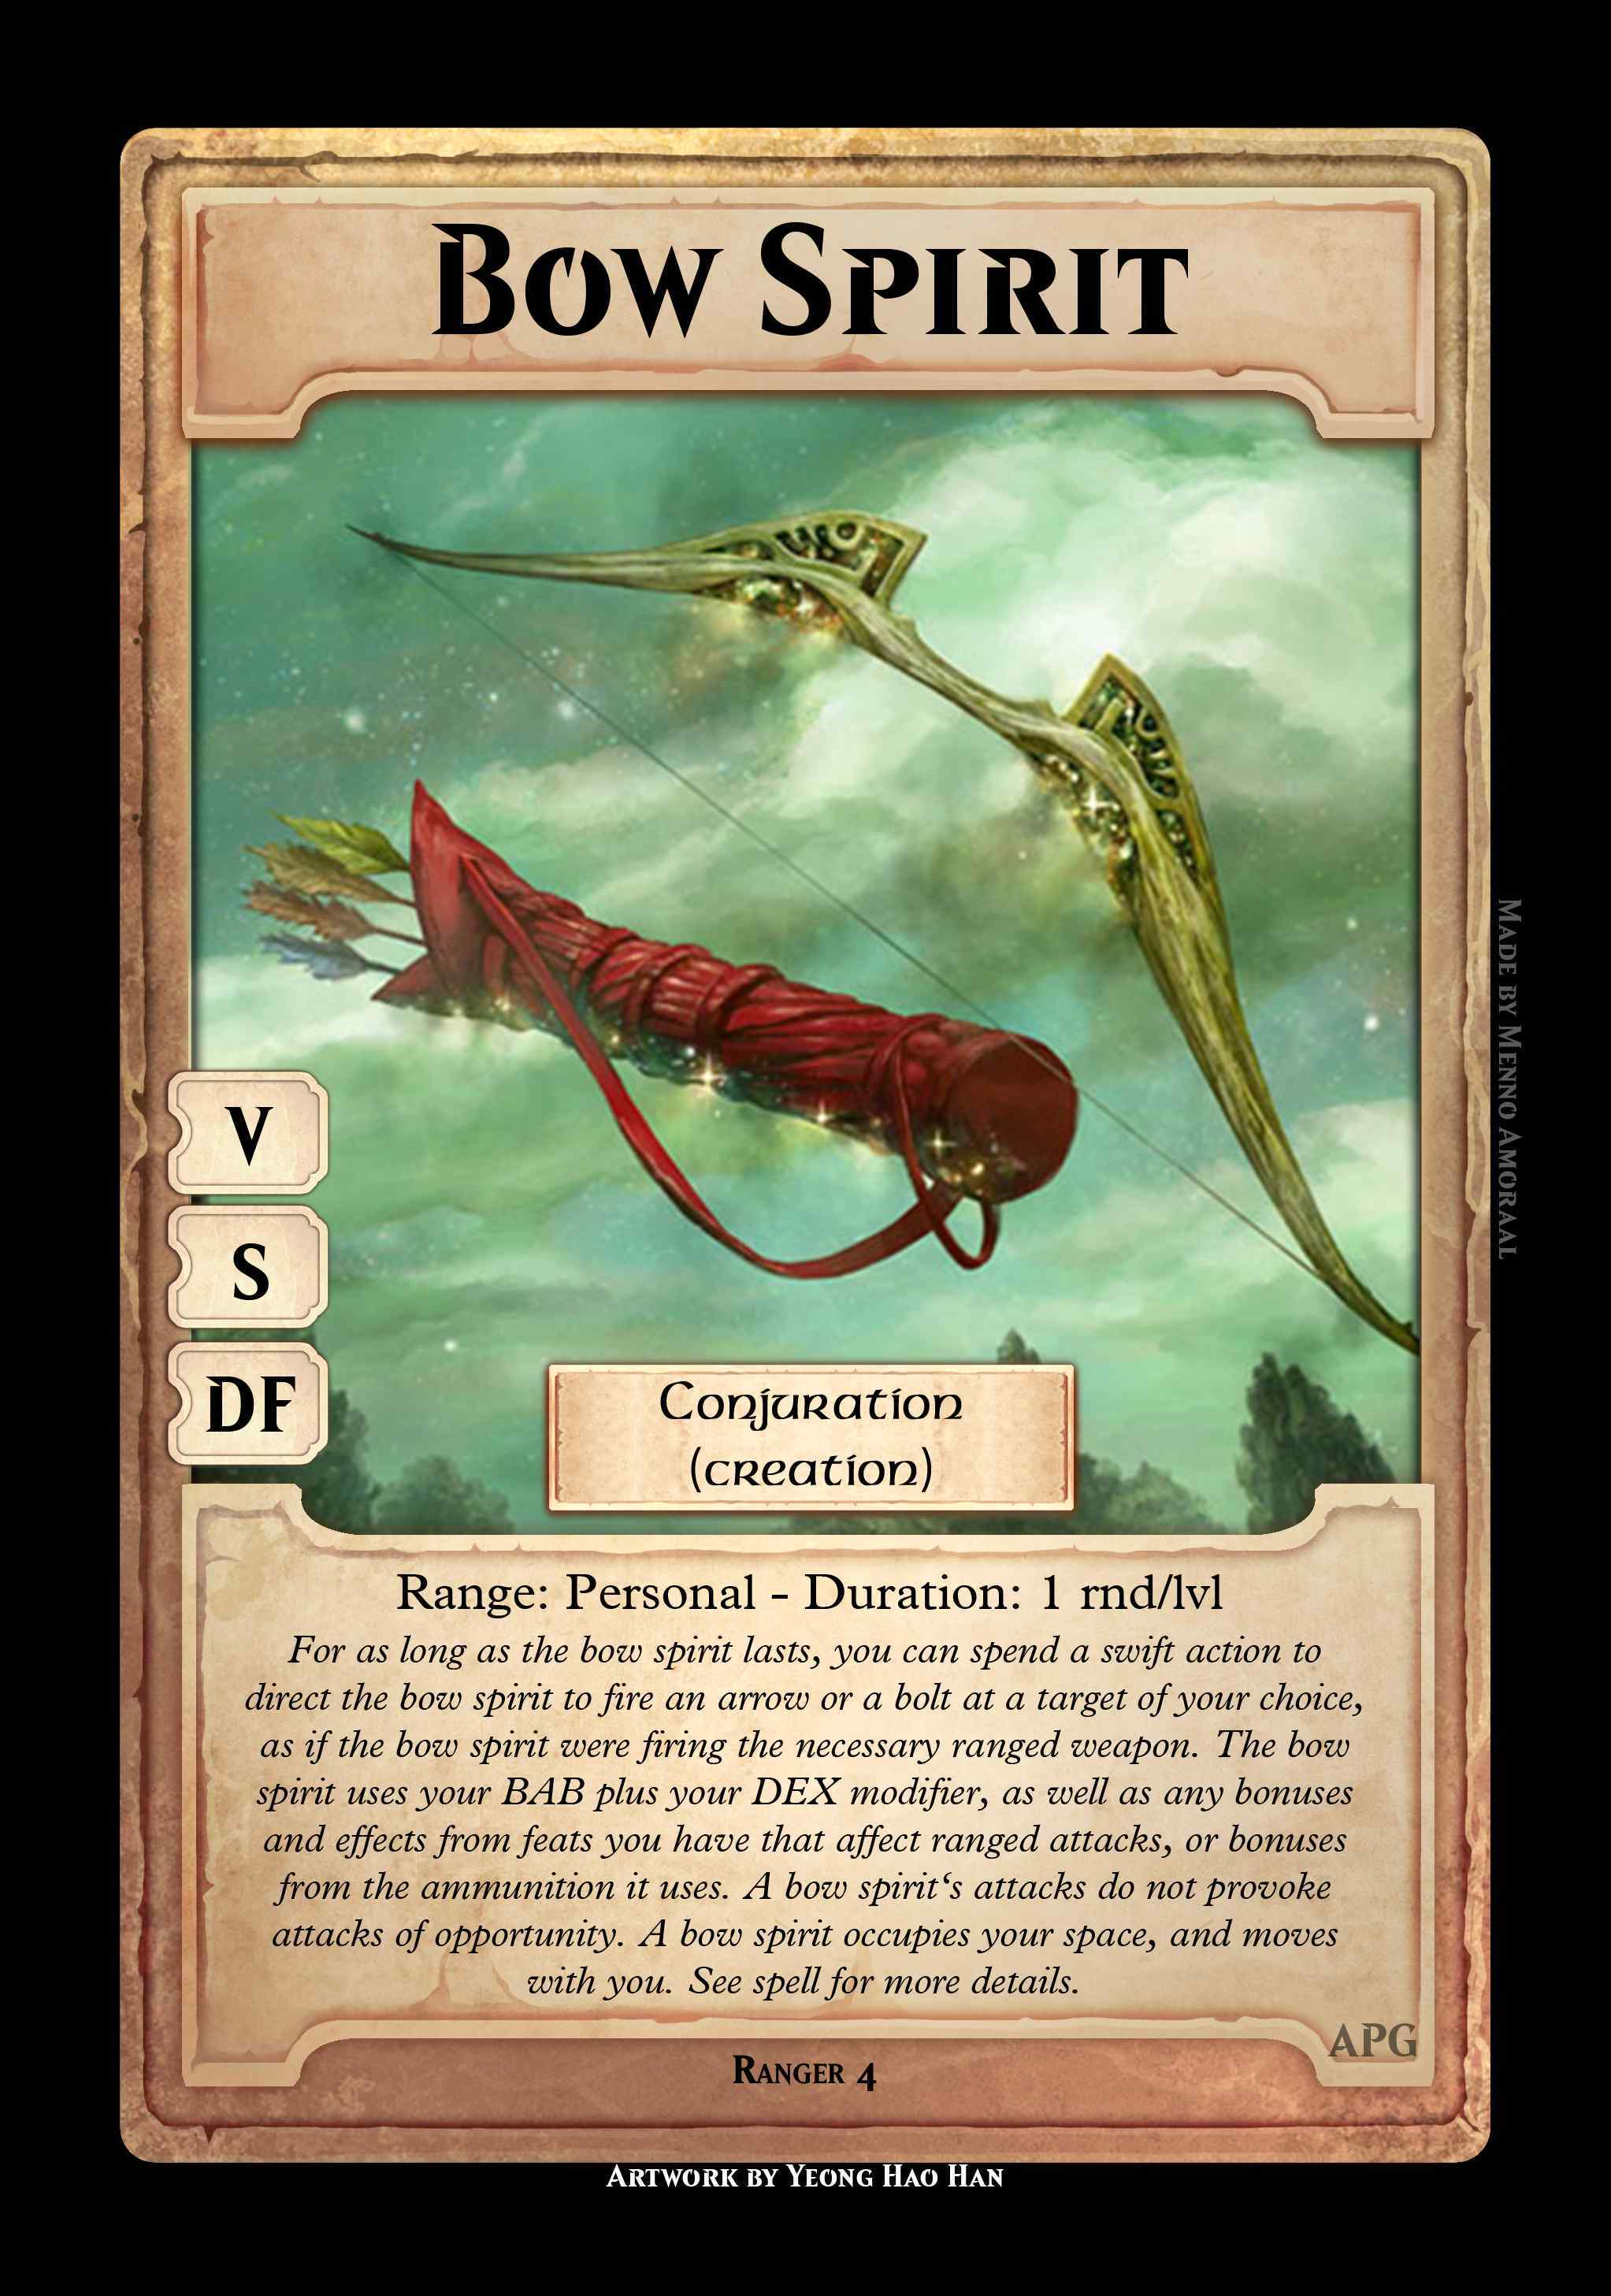 Bow Spirit
V
S
DF
Conjuration
(creation)
Range: Personal - Duration: 1 rnd/lvl
For as long as the bow spirit lasts, you can spend a swift action to
direct the bow spirit to fire an arrow or a bolt at a target of your choice,
as if the bow spirit were firing the necessary ranged weapon. The bow
spirit uses your BAB plus your DEX modifier, as well as any bonuses
and effects from feats you have that affect ranged attacks, or bonuses
from the ammunition it uses. A bow spirit‘s attacks do not provoke
attacks of opportunity. A bow spirit occupies your space, and moves
with you. See spell for more details.
APG
Ranger 4
Artwork by Yeong Hao Han
Made by Menno Amoraal